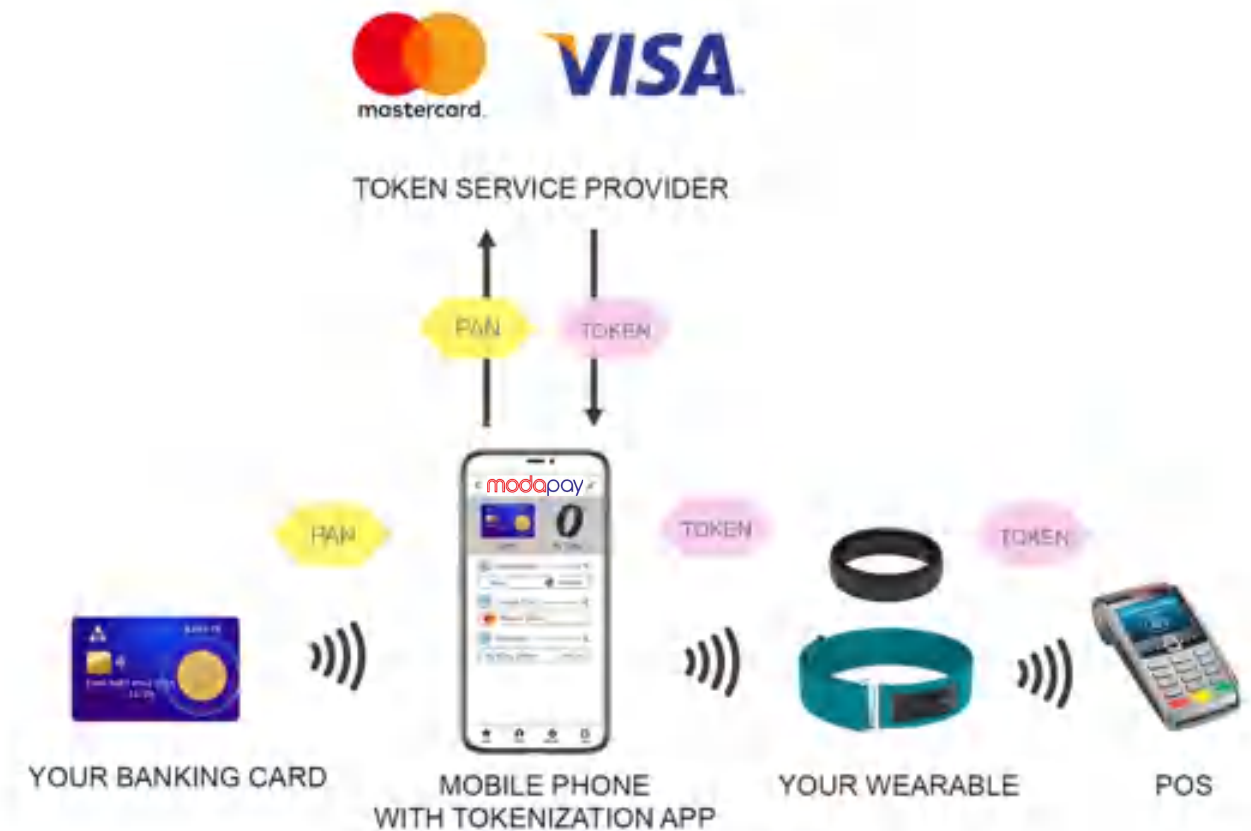 mastercard.
VISA
TOKEN SERVICE PROVIDER
PAN
TOKEN
modapay
PAN
TOKEN
TOKEN
YOUR BANKING CARD
MOBILE PHONE
WITH TOKENIZATION APP
YOUR WEARABLE
POS